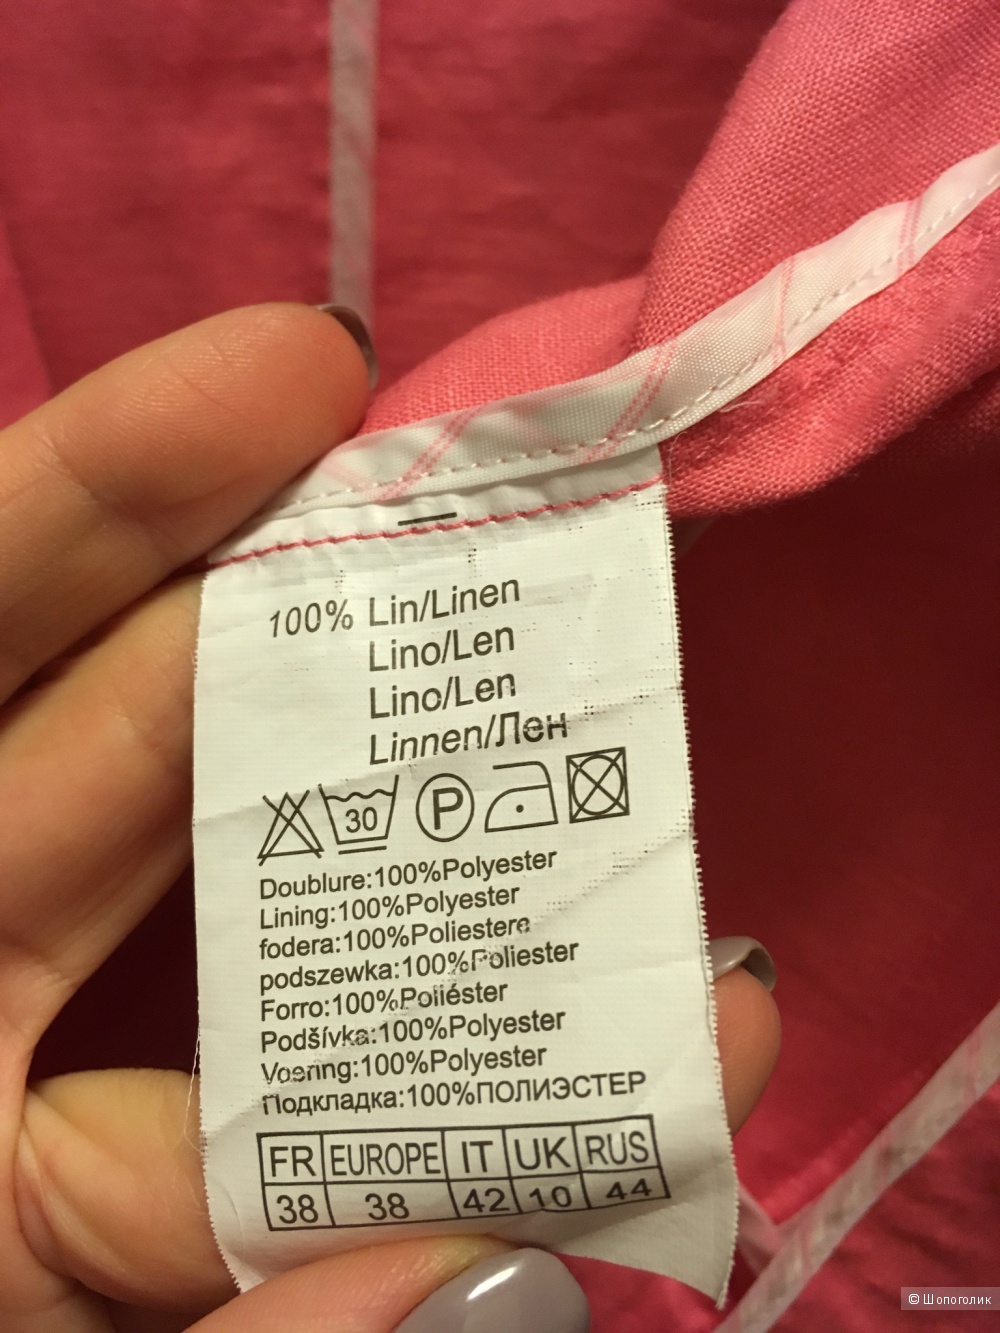 100% Lin/Linen
Lino/Len
Lino/Len
Linnen/Лен
30 P
Doublure:100%Polyester
Lining:100%Polyester
fodera:100%Poliestere
podszewka:100%Poliester
Forro:100%Poliéster
Podšívka:100%Polyester
Voering:100%Polyester
Подкладка:100%ПОЛИЭСТЕР
FR EUROPE IT UK RUS
38 38 42 10 44
© Шопоголик